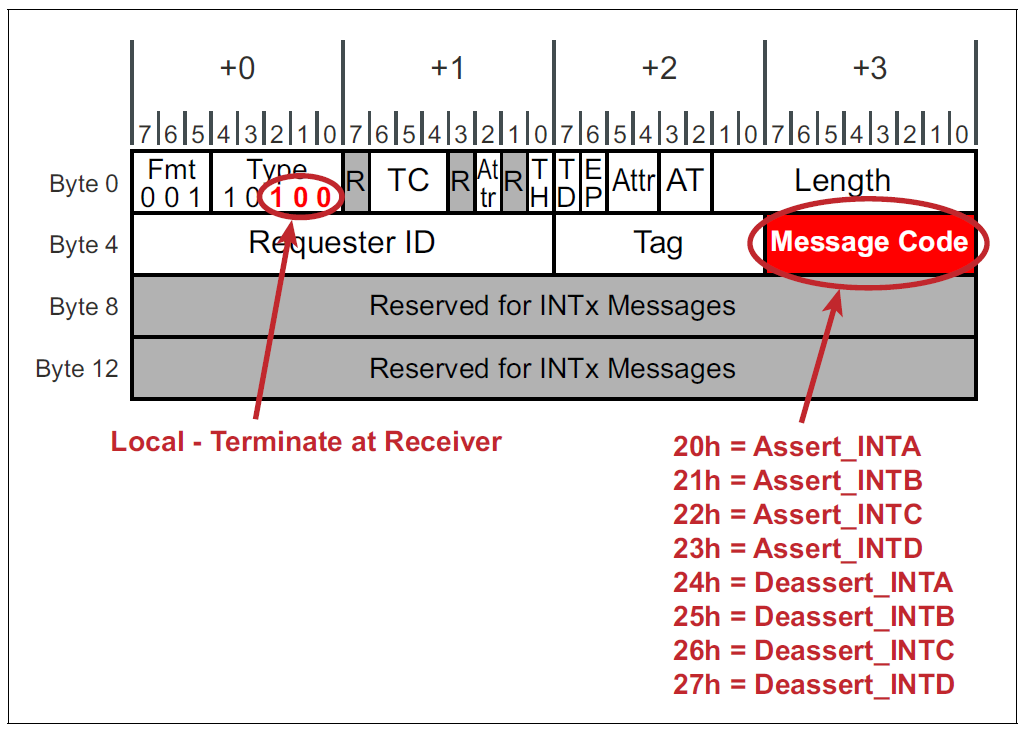 +0 +1 +2 +3
7 6 5 4 3 2 1 0 7 6 5 4 3 2 1 0 7 6 5 4 3 2 1 0 7 6 5 4 3 2 1 0
Byte 0 Fmt 0 0 1 Type 1 0 1 0 0 R TC R At tr R T H T D E P Attr AT Length
Byte 4 Requester ID Tag Message Code
Byte 8 Reserved for INTx Messages
Byte 12 Reserved for INTx Messages
Local - Terminate at Receiver
20h = Assert_INTA
21h = Assert_INTB
22h = Assert_INTC
23h = Assert_INTD
24h = Deassert_INTA
25h = Deassert_INTB
26h = Deassert_INTC
27h = Deassert_INTD